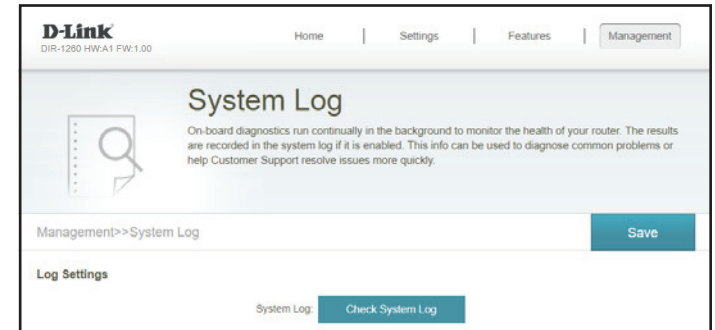 D-Link
DIR-1260 HW:A1 FW:1.00
Home | Settings | Features | Management
System Log
On-board diagnostics run continually in the background to monitor the health of your router. The results
are recorded in the system log if it is enabled. This info can be used to diagnose common problems or
help Customer Support resolve issues more quickly.
Management>>System Log
Save
Log Settings
System Log: Check System Log